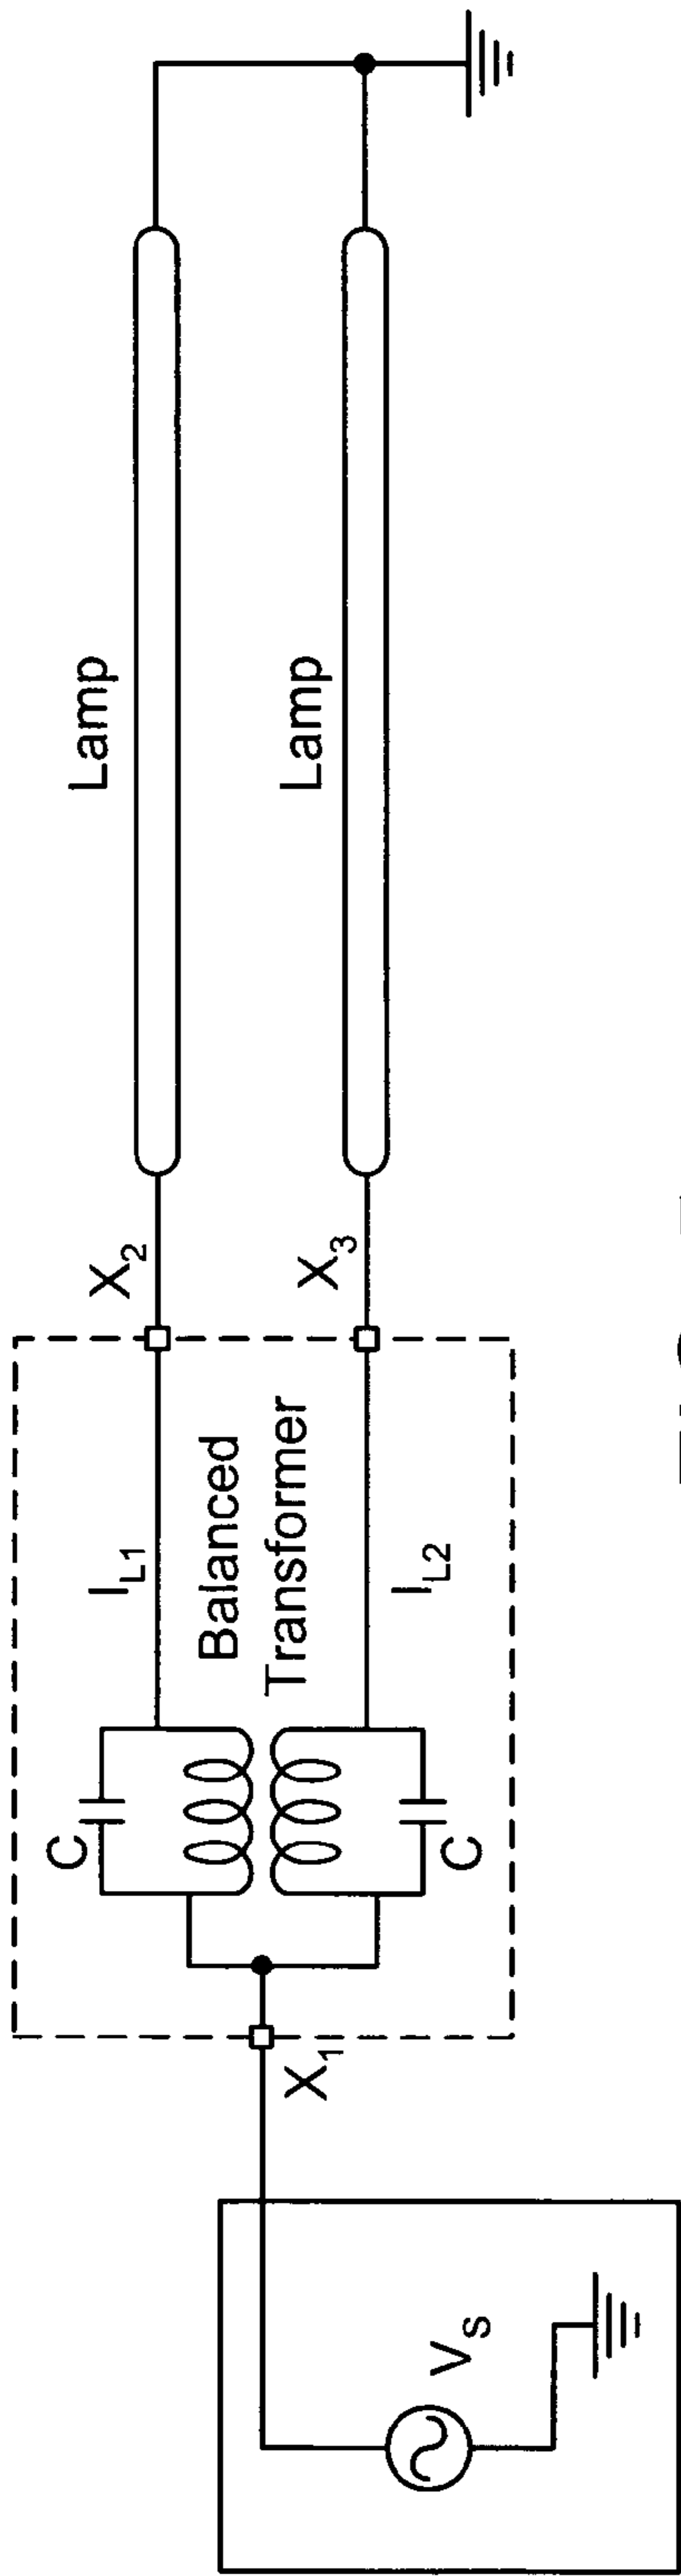 Lamp
Lamp
X2
X3
IL1
Balanced
Transformer
IL2
C
C
X1
VS